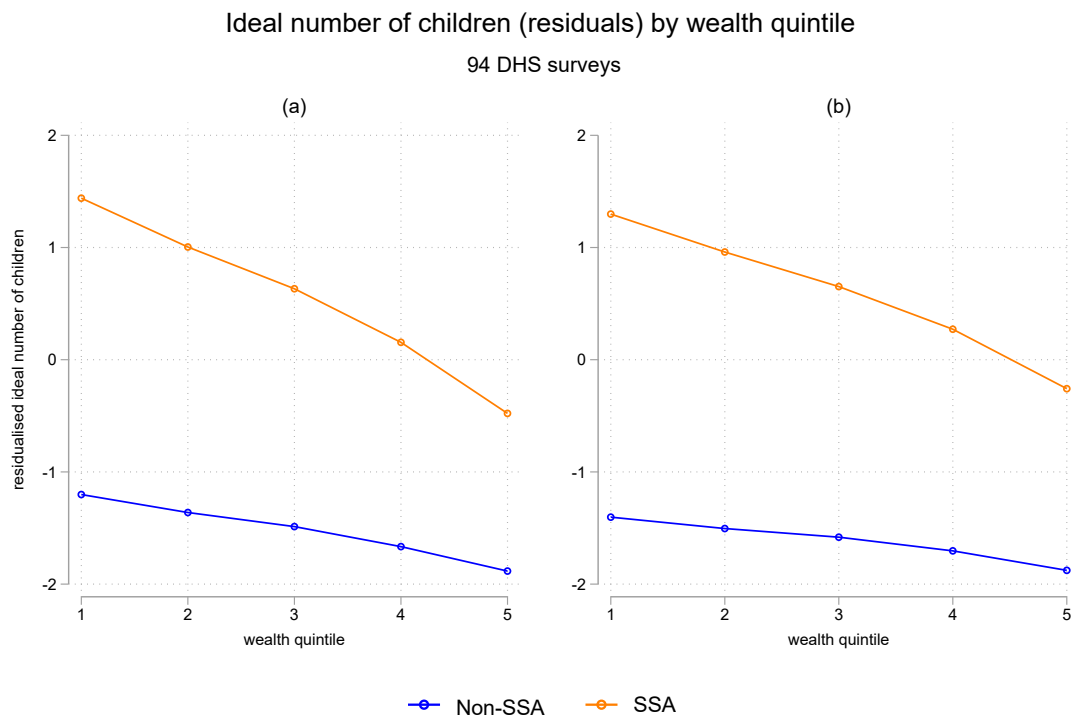 Ideal number of children (residuals) by wealth quintile
94 DHS surveys
(a)
residualised ideal number of children
2
1
0
-1
-2
1 2 3 4 5
wealth quintile
(b)
2
1
0
-1
-2
1 2 3 4 5
wealth quintile
Non-SSA SSA